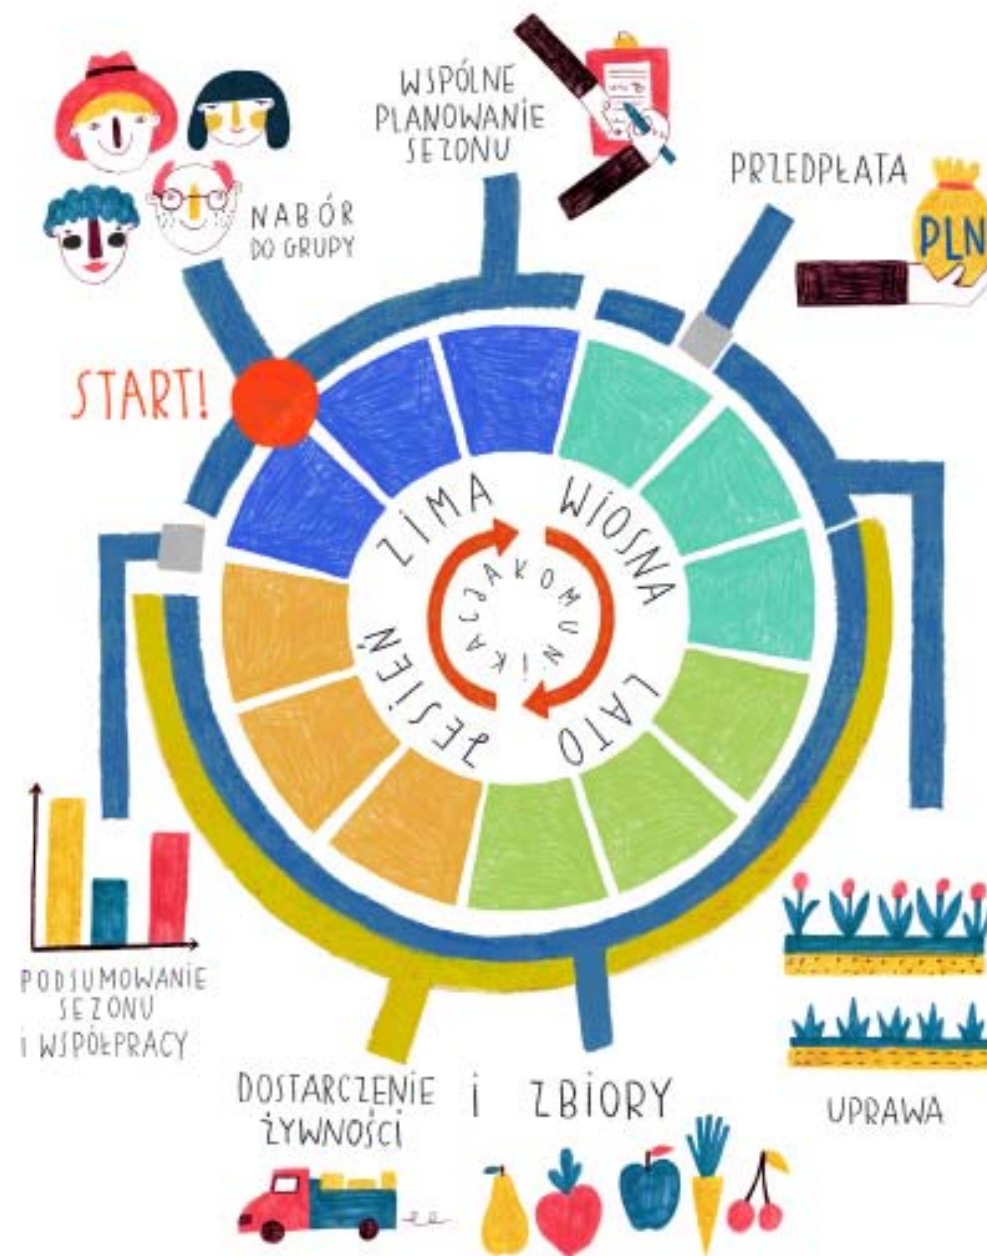 WSPÓLNE
PLANOWANIE
SEZONU
PRZEDPŁATA
PLN
NABÓR
DO GRUPY
START!
ZIMA
WIOSNA
KOMUNIKACJA
JESIEŃ
LATO
PODSUMOWANIE
SEZONU
i WSPÓŁPRACY
DOSTARCZENIE i ZBIORY
ŻYWNOŚCI
UPRAWA